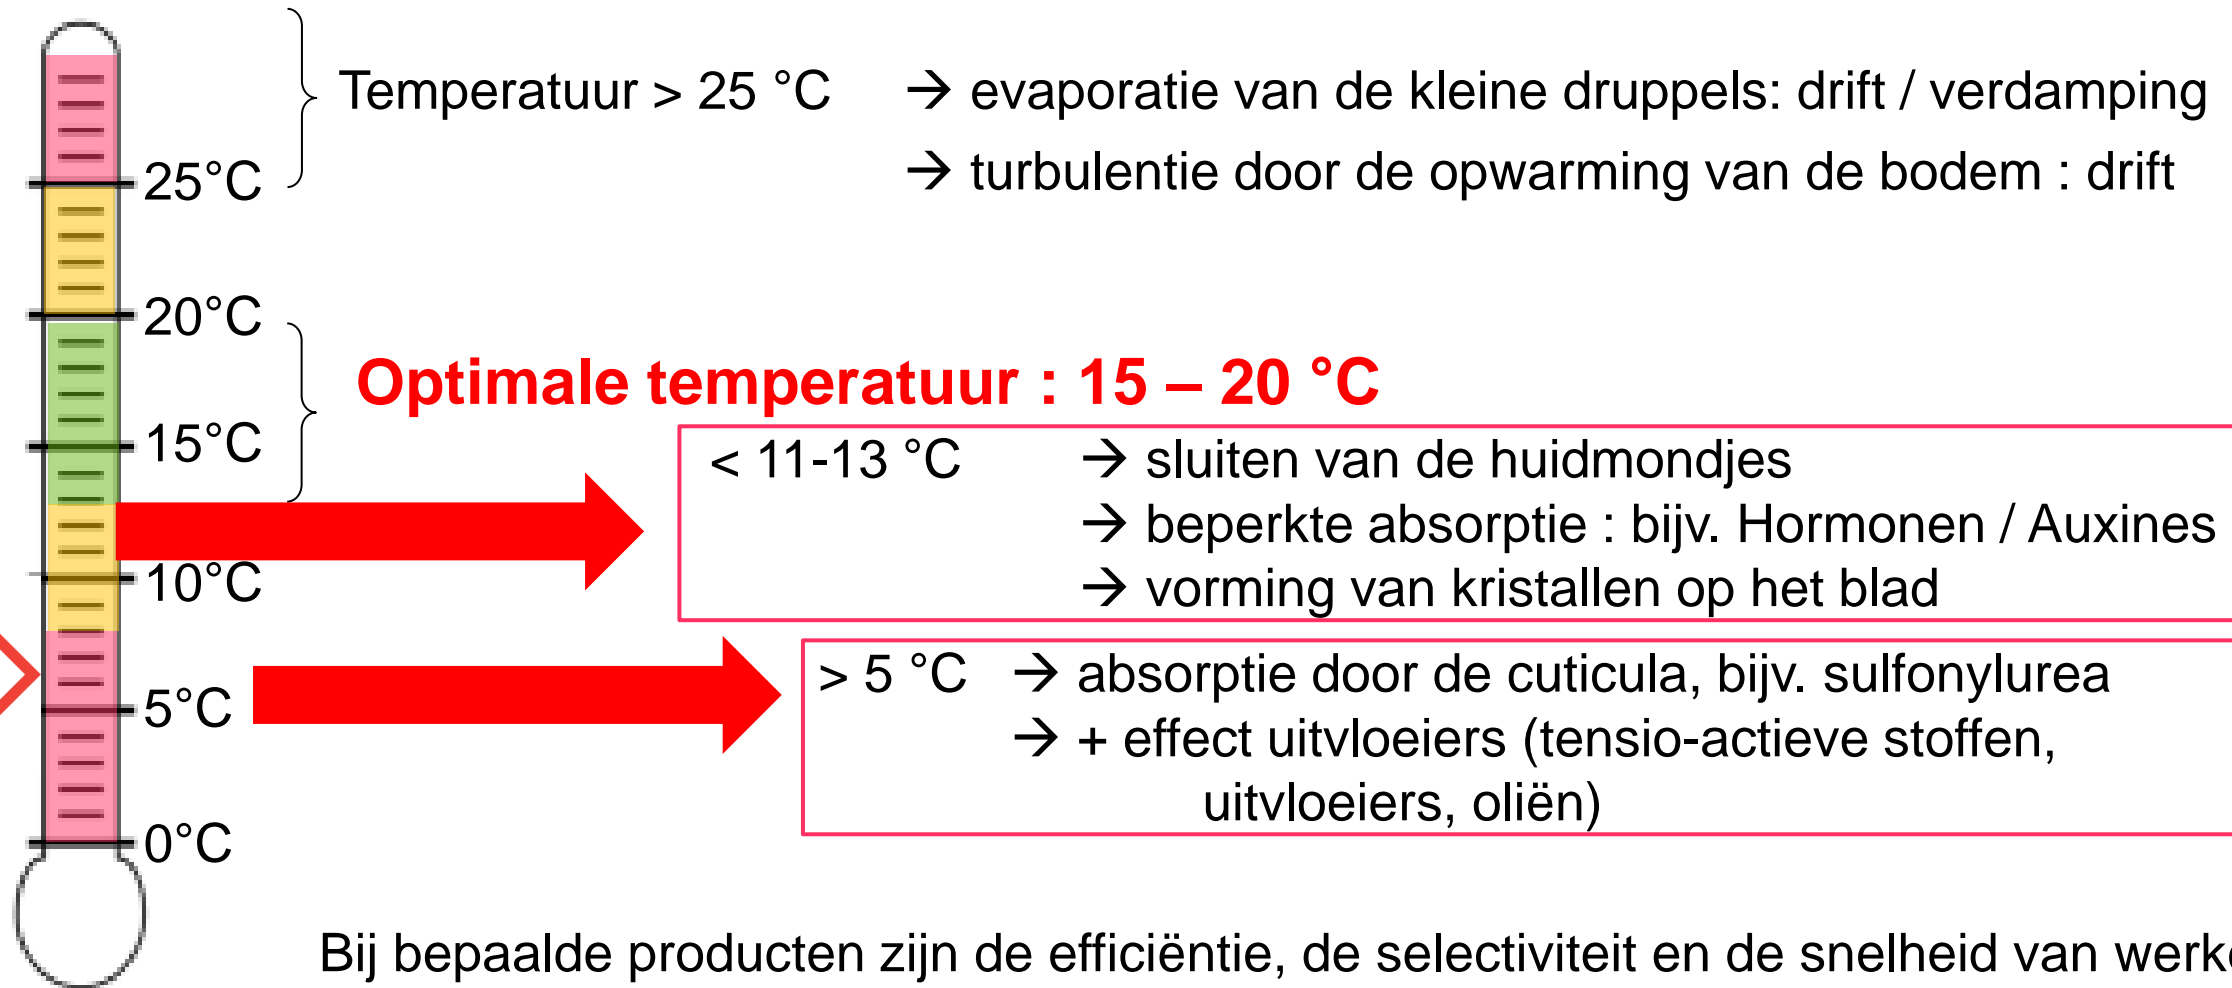 Temperatuur > 25 °C → evaporatie van de kleine druppels: drift / verdamping
→ turbulentie door de opwarming van de bodem : drift
25°C
20°C
Optimale temperatuur : 15 – 20 °C
15°C
< 11-13 °C → sluiten van de huidmondjes
→ beperkte absorptie : bijv. Hormonen / Auxines
→ vorming van kristallen op het blad
10°C
> 5 °C → absorptie door de cuticula, bijv. sulfonylurea
5°C
→ + effect uitvloeiers (tensio-actieve stoffen,
uitvloeiers, oliën)
0°C
Bij bepaalde producten zijn de efficiëntie, de selectiviteit en de snelheid van